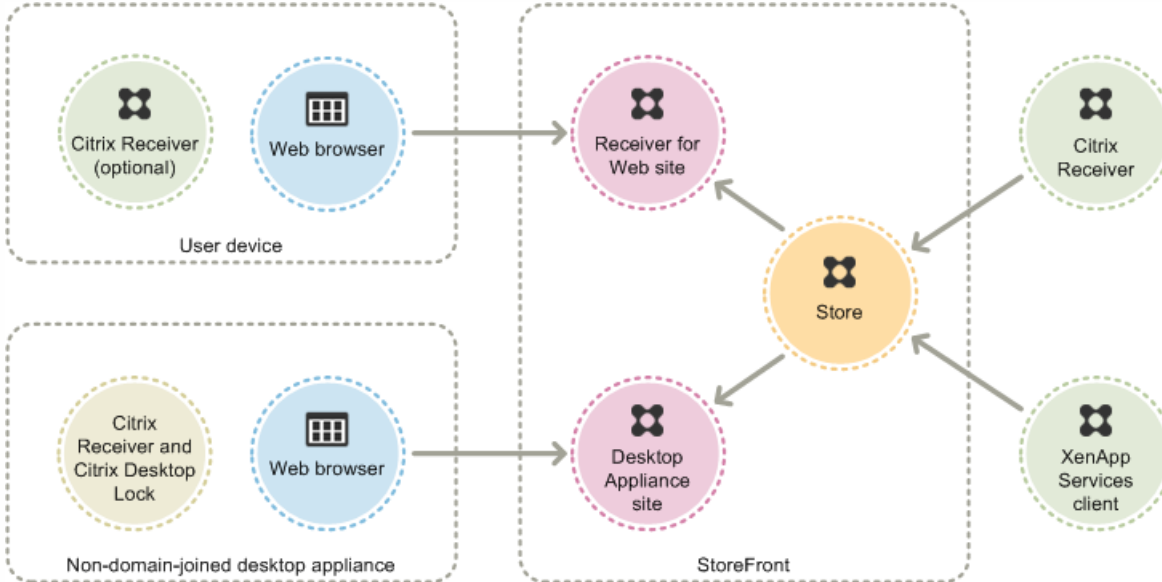 Citrix Receiver
(optional)
Web browser
User device
Receiver for
Web site
Citrix
Receiver
Store
Citrix
Receiver and
Citrix Desktop
Lock
Web browser
Non-domain-joined desktop appliance
Desktop
Appliance
site
StoreFront
XenApp
Services
client